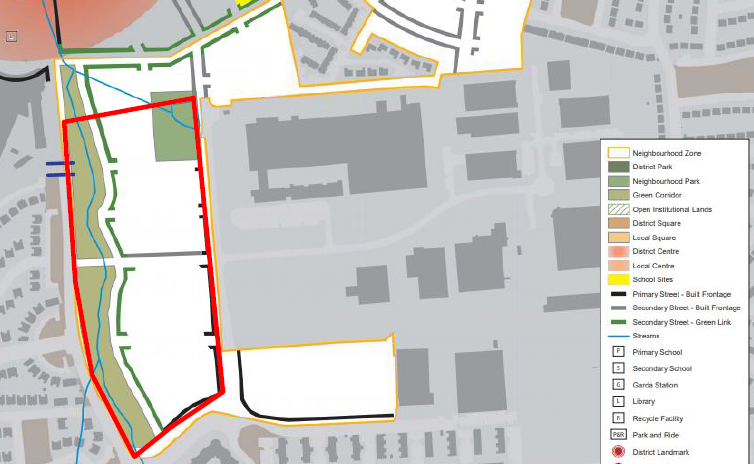 L
Neighbourhood Zone
District Park
Neighbourhood Park
Green Corridor
Open Institutional Lands
District Square
Local Square
District Centre
Local Centre
School Sites
Primary Street - Built Frontage
Secondary Street - Built Frontage
Secondary Street - Green Link
Streams
P Primary School
S Secondary School
G Garda Station
L Library
R Recycle Facility
P&R Park and Ride
District Landmark